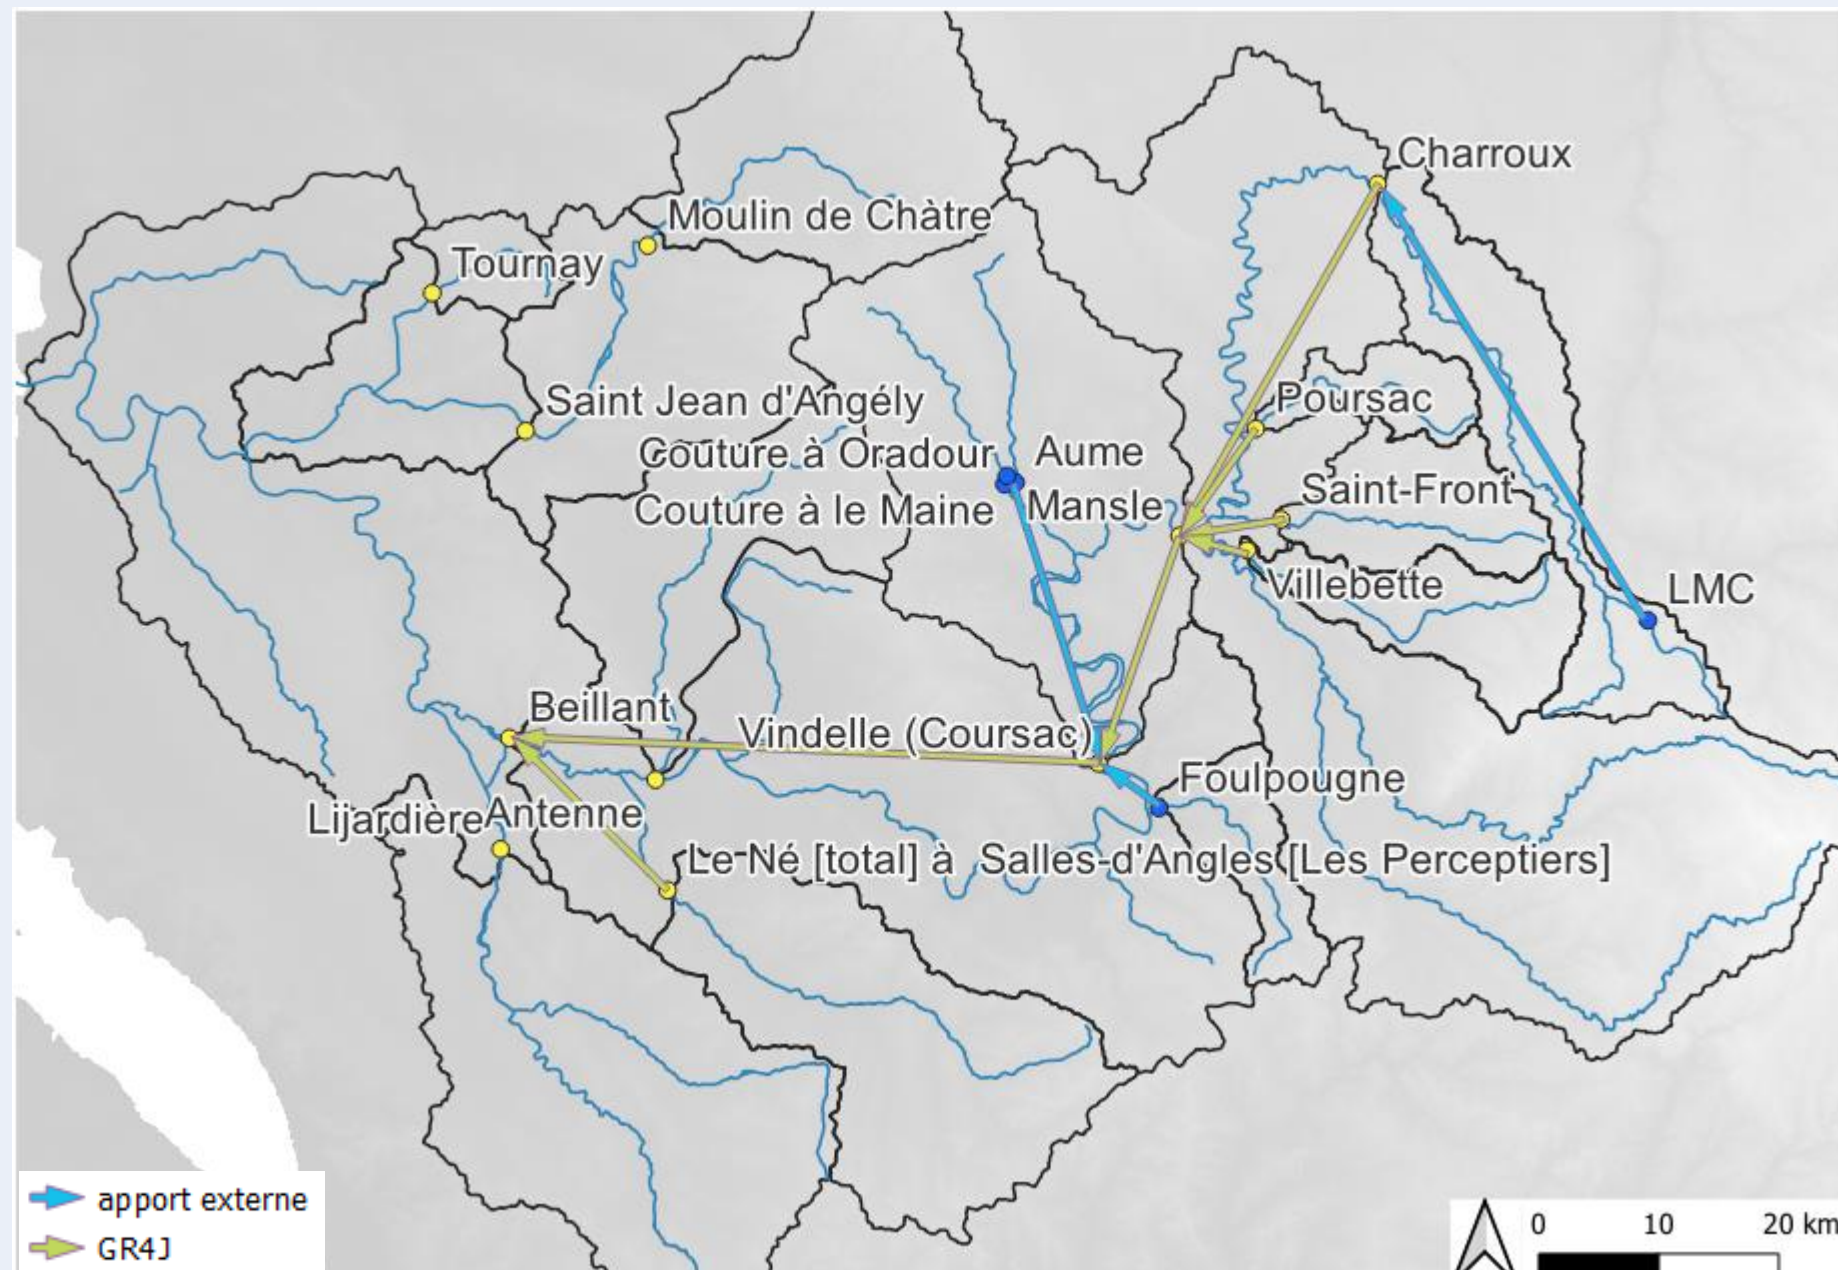 Charroux
Moulin de Chàtre
Tournay
Poursac
Saint Jean d'Angély
Couture à Oradour
Aume
Saint-Front
Couture à le Maine
Mansle
Villebette
LMC
Beillant
Vindelle (Coursac)
Foulpougne
Lijardière
Antenne
Le Né [total] à Salles-d'Angles [Les Perceptiers]
apport externe
GR4J
0 10 20 km